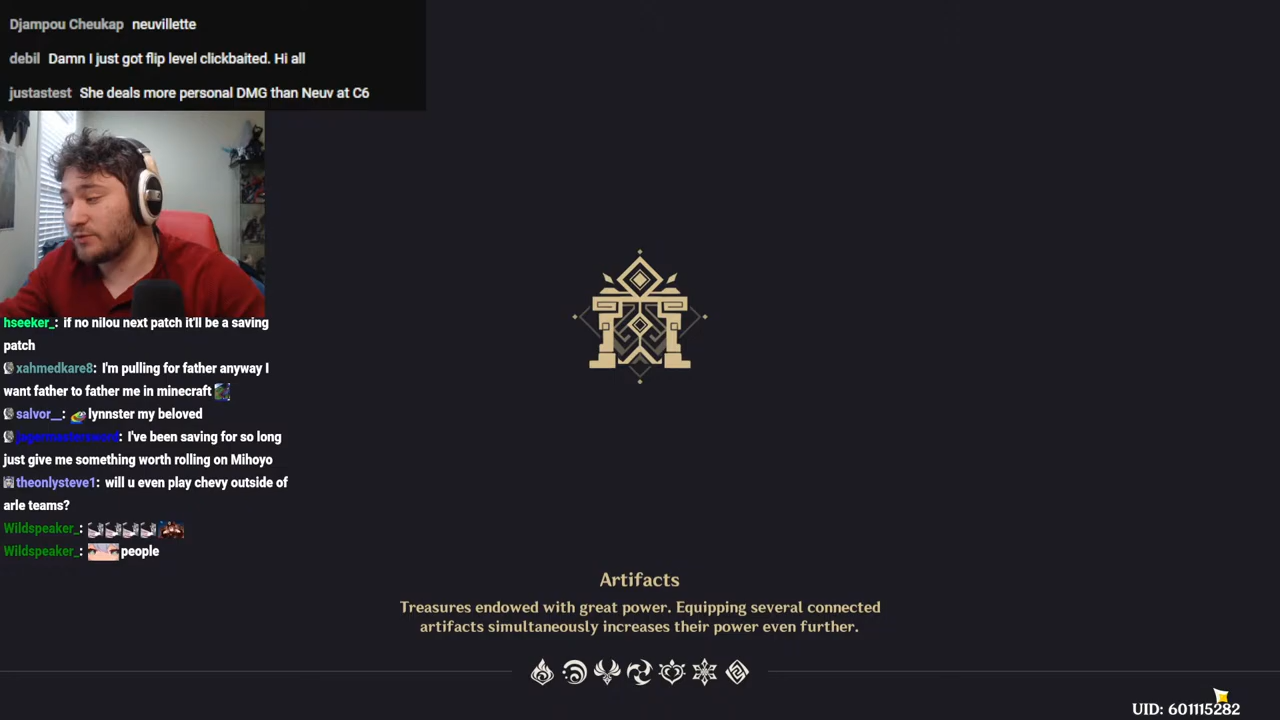 Djampou Cheukap neuvillette
debil Damn I just got flip level clickbaited. Hi all
justastest She deals more personal DMG than Neuv at C6
hseeker_: if no nilou next patch it'll be a saving
patch
xahmedkare8: I'm pulling for father anyway I
want father to father me in minecraft
salvor__: lynnster my beloved
I've been saving for so long
just give me something worth rolling on Mihoyo
theonlysteve1: will u even play chevy outside of
arle teams?
Wildspeaker_:
Wildspeaker_: people
Artifacts
Treasures endowed with great power. Equipping several connected
artifacts simultaneously increases their power even further.
UID: 601115282